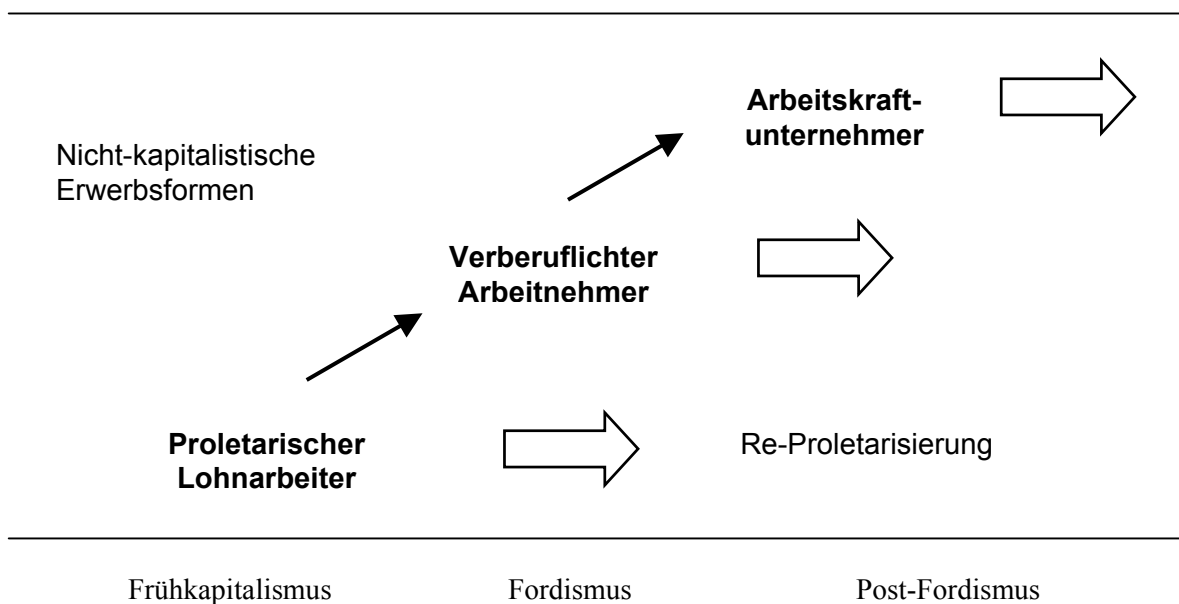 Arbeitskraft-
unternehmer
Nicht-kapitalistische
Erwerbsformen
Verberuflichter
Arbeitnehmer
Proletarischer
Lohnarbeiter
Re-Proletarisierung
Frühkapitalismus
Fordismus
Post-Fordismus